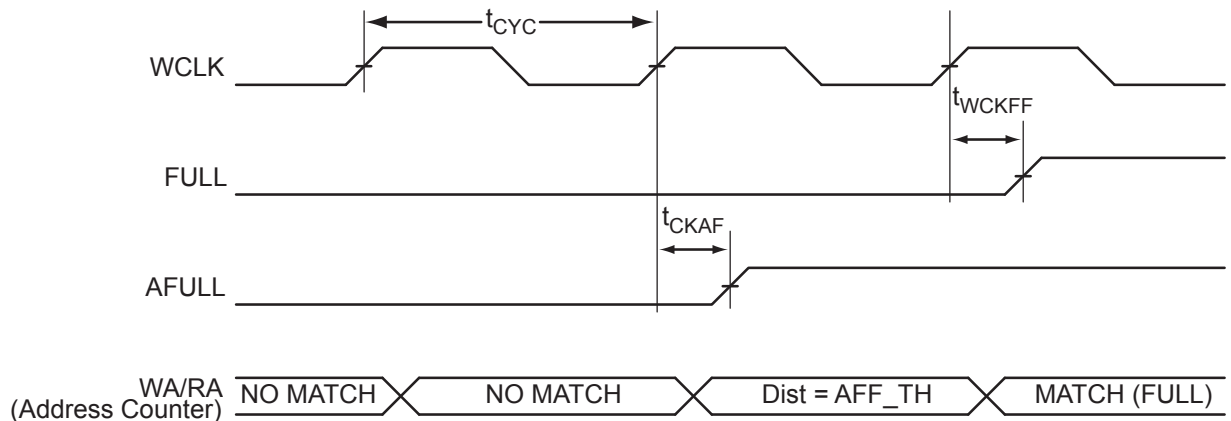 tCYC
WCLK
tWCKFF
FULL
tCKAF
AFULL
WA/RA
(Address Counter)
NO MATCH
NO MATCH
Dist = AFF_TH
MATCH (FULL)